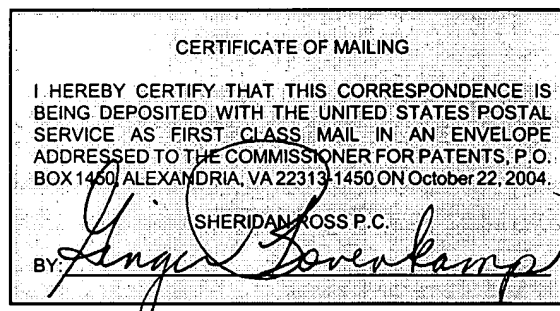 CERTIFICATE OF MAILING
I HEREBY CERTIFY THAT THIS CORRESPONDENCE IS
BEING DEPOSITED WITH THE UNITED STATES POSTAL
SERVICE AS FIRST CLASS MAIL IN AN ENVELOPE
ADDRESSED TO THE COMMISSIONER FOR PATENTS, P.O.
BOX 1450, ALEXANDRIA, VA 22313-1450 ON October 22, 2004.
SHERIDAN ROSS P.C.
BY: Ginger